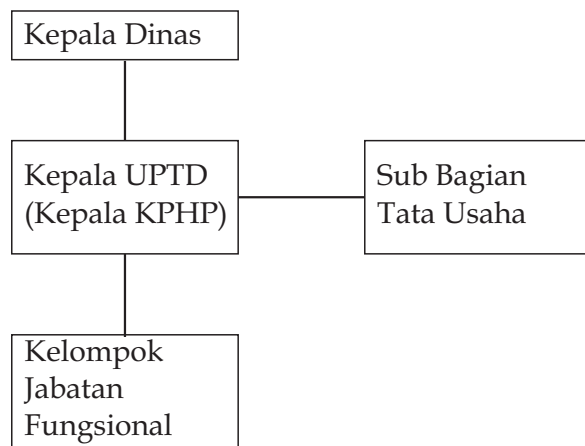 Kepala Dinas
Kepala UPTD
(Kepala KPHP)
Sub Bagian
Tata Usaha
Kelompok
Jabatan
Fungsional